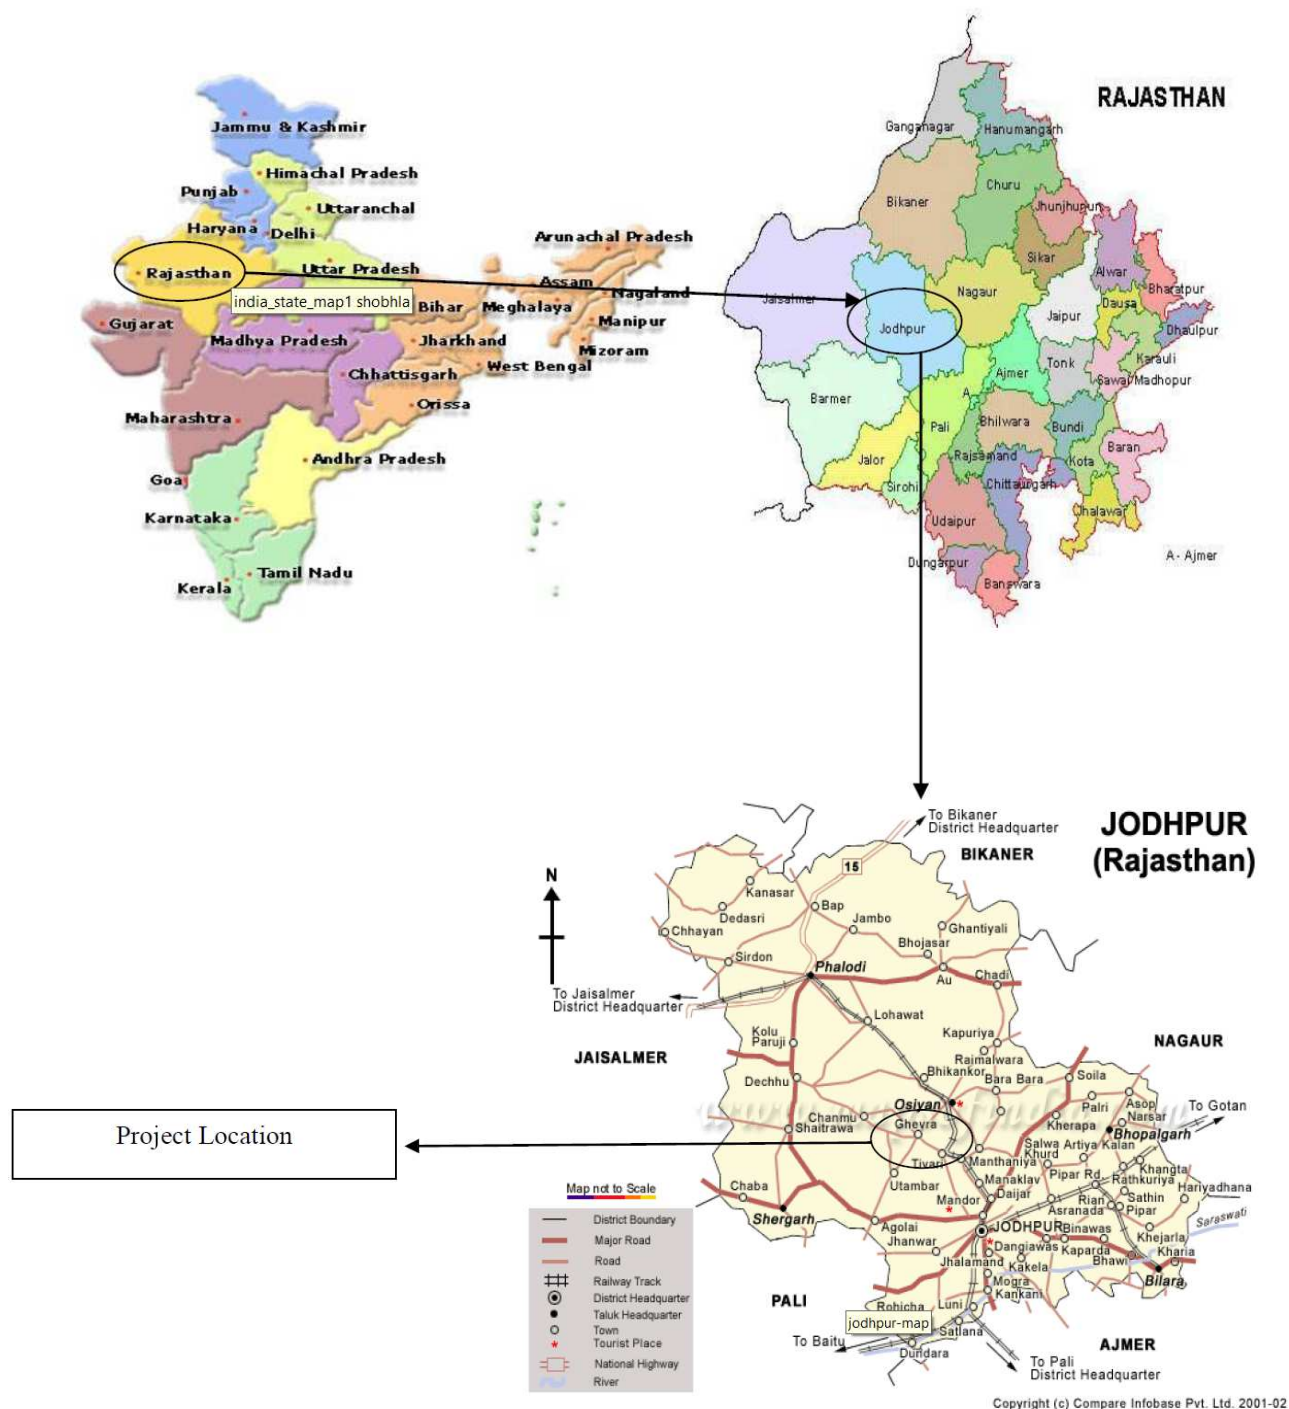 Jammu & Kashmir
Himachal Pradesh
Punjab
Uttaranchal
Haryana
Delhi
Arunachal Pradesh
Rajasthan
Uttar Pradesh
Assam
Nagaland
india_state_map1 shobhla
Bihar
Meghalaya
Gujarat
Manipur
Madhya Pradesh
Jharkhand
Mizoram
West Bengal
Chhattisgarh
Orissa
Maharashtra
Andhra Pradesh
Goa
Karnataka
Tamil Nadu
Kerala
RAJASTHAN
Ganganagar
Hanumangarh
Churu
Bikaner
Jhunjhunun
Sikar
Alwar
Bharatpur
Jaisalmer
Nagaur
Dausa
Jaipur
Dhaulpur
Jodhpur
Karauli
Tonk
Ajmer
Sawai Madhopur
A
Barmer
Pali
Bhilwara
Bundi
Baran
Jalor
Rajsamand
Kota
Sirohi
Chittaurgarh
Jhalawar
Udaipur
A - Ajmer
Dungarpur
Banswara
JODHPUR
(Rajasthan)
To Bikaner
District Headquarter
BIKANER
15
N
Kanasar
Dedasri
Bap
Jambo
Chhayan
Ghantiyali
Bhojasar
Sirdon
Phalodi
Au
Chadi
To Jaisalmer
District Headquarter
Lohawat
Kolu
Paruji
Kapuriya
NAGAUR
JAISALMER
Rajmalwara
Bhikankor
Dechhu
Bara Bara
Soila
Osiyan
Palri
Asop
Narsar
To Gotan
Chanmu
Shaitrawa
Ghevra
Kherapa
Bhopalgarh
Project Location
Salwa
Khurd
Artiya Kalan
Tivari
Manthaniya
Khangta
Pipar Rd.
Utambar
Manaklav
Rathkuriya
Hariyadhana
Map not to Scale
Chaba
Mandor
Daijar
Sathin
Rian
Pipar
Asranada
Shergarh
Agolai
JODHPUR
Binawas
Saraswati
Khejarla
Jhanwar
Dangiawas
Kaparda
Kharia
Jhalamand
Kakela
Bhawi
Bilara
Mogra
Kankani
PALI
Rohicha
Luni
jodhpur-map
Satlana
To Baitu
Dundara
AJMER
To Pali
District Headquarter
District Boundary
Major Road
Road
Railway Track
District Headquarter
Taluk Headquarter
Town
Tourist Place
National Highway
River
Copyright (c) Compare Infobase Pvt. Ltd. 2001-02